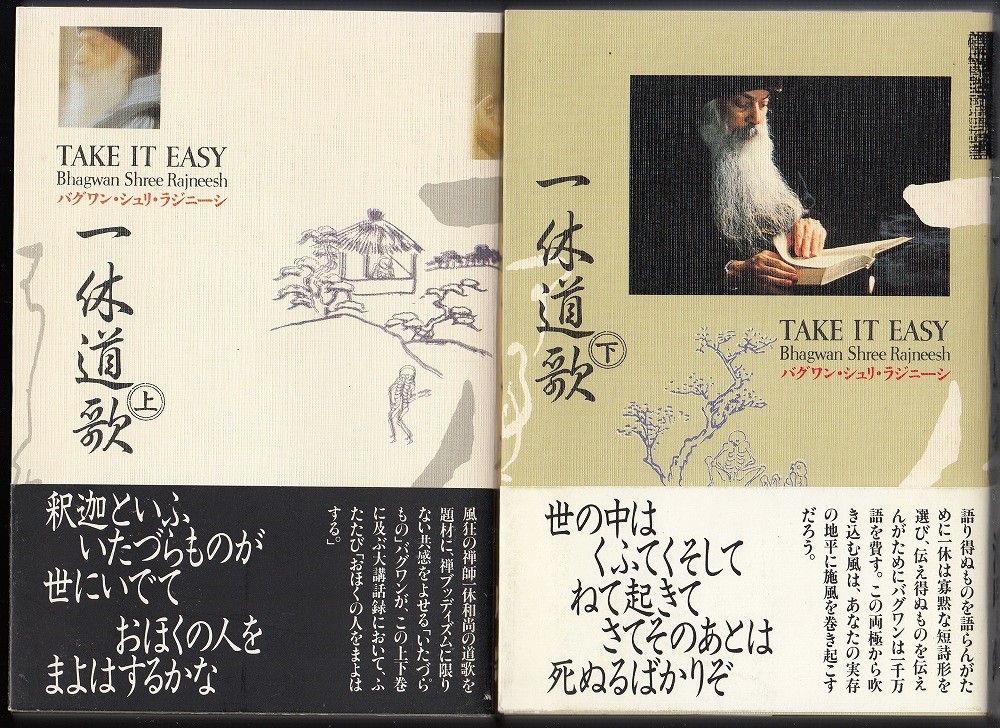 TAKE IT EASY
Bhagwan Shree Rajneesh
バグワン・シュリ・ラジニーシ
一休道歌
上
釈迦といふ
いたづらものが
世にいでて
おほくの人を
まよはするかな
風狂の禅師一休和尚の道歌を
題材に、禅ブッディズムに限り
ない共感をよせる「いたづら
もの」バグワンが、この上下巻
に及ぶ大講話録において、ふ
たたび「おほくの人をまよは
する。」
一休道歌
下
TAKE IT EASY
Bhagwan Shree Rajneesh
バグワン・シュリ・ラジニーシ
世の中は
くふてくそして
ねて起きて
さてそのあとは
死ぬるばかりぞ
語り得ぬものを語らんがた
めに一休は寡黙な短詩形を
選び、伝え得ぬものを伝え
んがためにバグワンは二千万
語を費す。この両極から吹
き込む風は、あなたの実存
の地平に施風を巻き起こす
だろう。